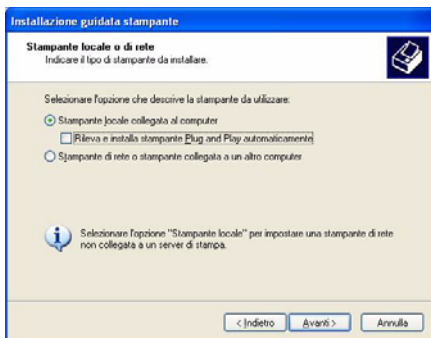 Installazione guidata stampante
Stampante locale o di rete
Indicare il tipo di stampante da installare.
Selezionare l'opzione che descrive la stampante da utilizzare:
Stampante locale collegata al computer
Rileva e installa stampante Plug and Play automaticamente
Stampante di rete o stampante collegata a un altro computer
Selezionare l'opzione "Stampante locale" per impostare una stampante di rete
non collegata a un server di stampa.
< Indietro Avanti > Annulla